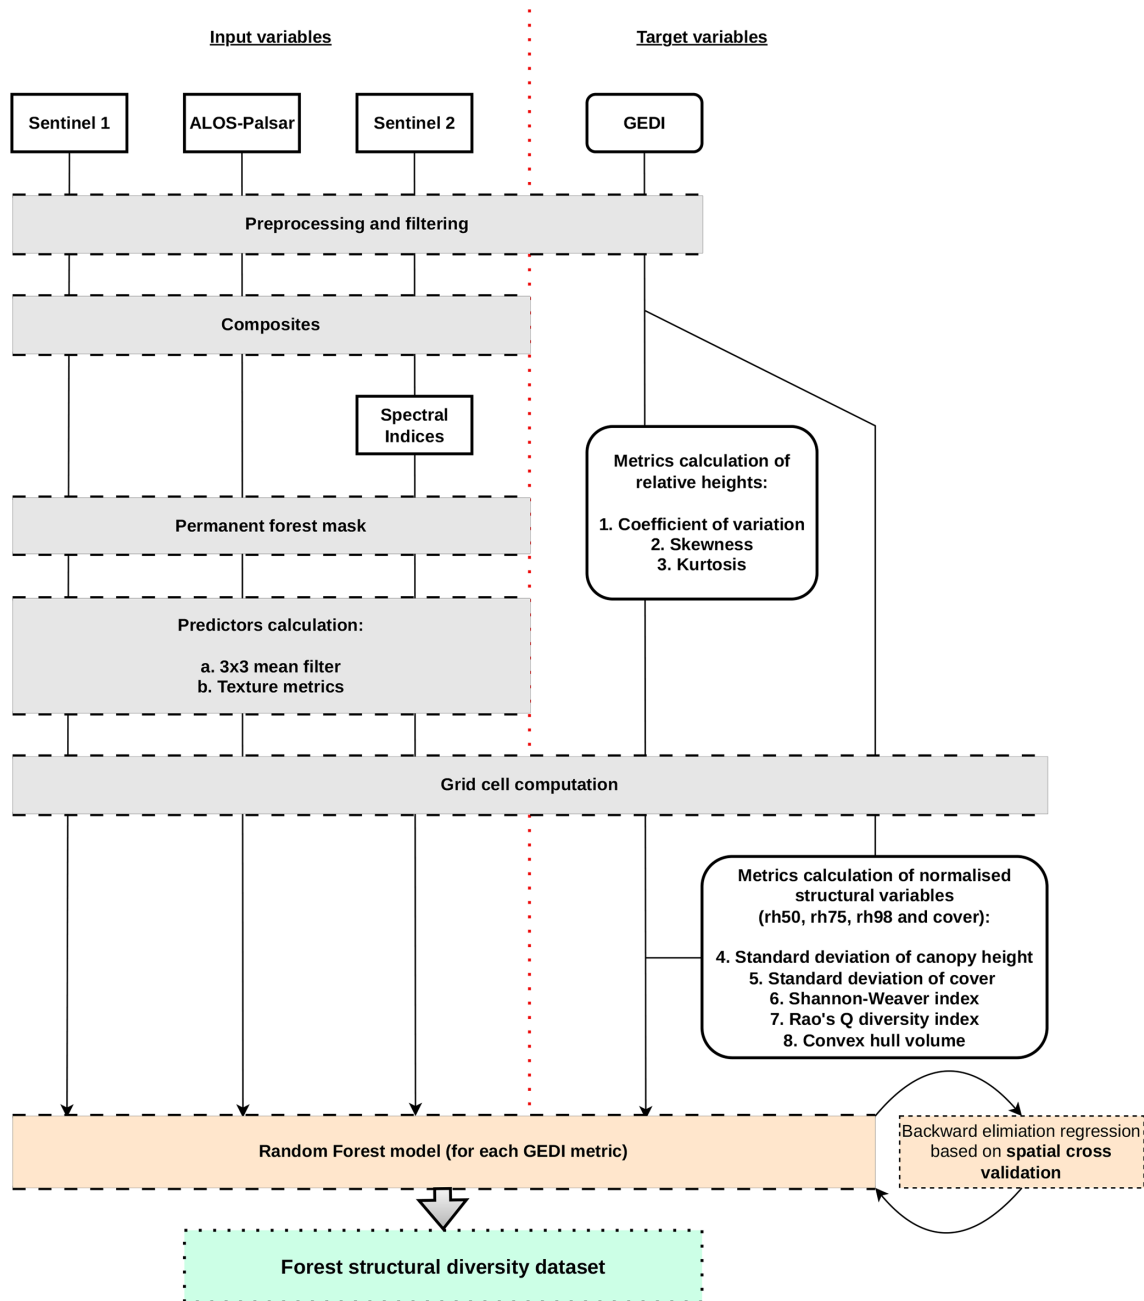 Input variables
Target variables
Sentinel 1
ALOS-Palsar
Sentinel 2
GEDI
Preprocessing and filtering
Composites
Spectral
Indices
Metrics calculation of
relative heights:
1. Coefficient of variation
2. Skewness
3. Kurtosis
Permanent forest mask
Predictors calculation:
a. 3x3 mean filter
b. Texture metrics
Grid cell computation
Metrics calculation of normalised
structural variables
(rh50, rh75, rh98 and cover):
4. Standard deviation of canopy height
5. Standard deviation of cover
6. Shannon-Weaver index
7. Rao's Q diversity index
8. Convex hull volume
Random Forest model (for each GEDI metric)
Backward elimiation regression
based on spatial cross
validation
Forest structural diversity dataset